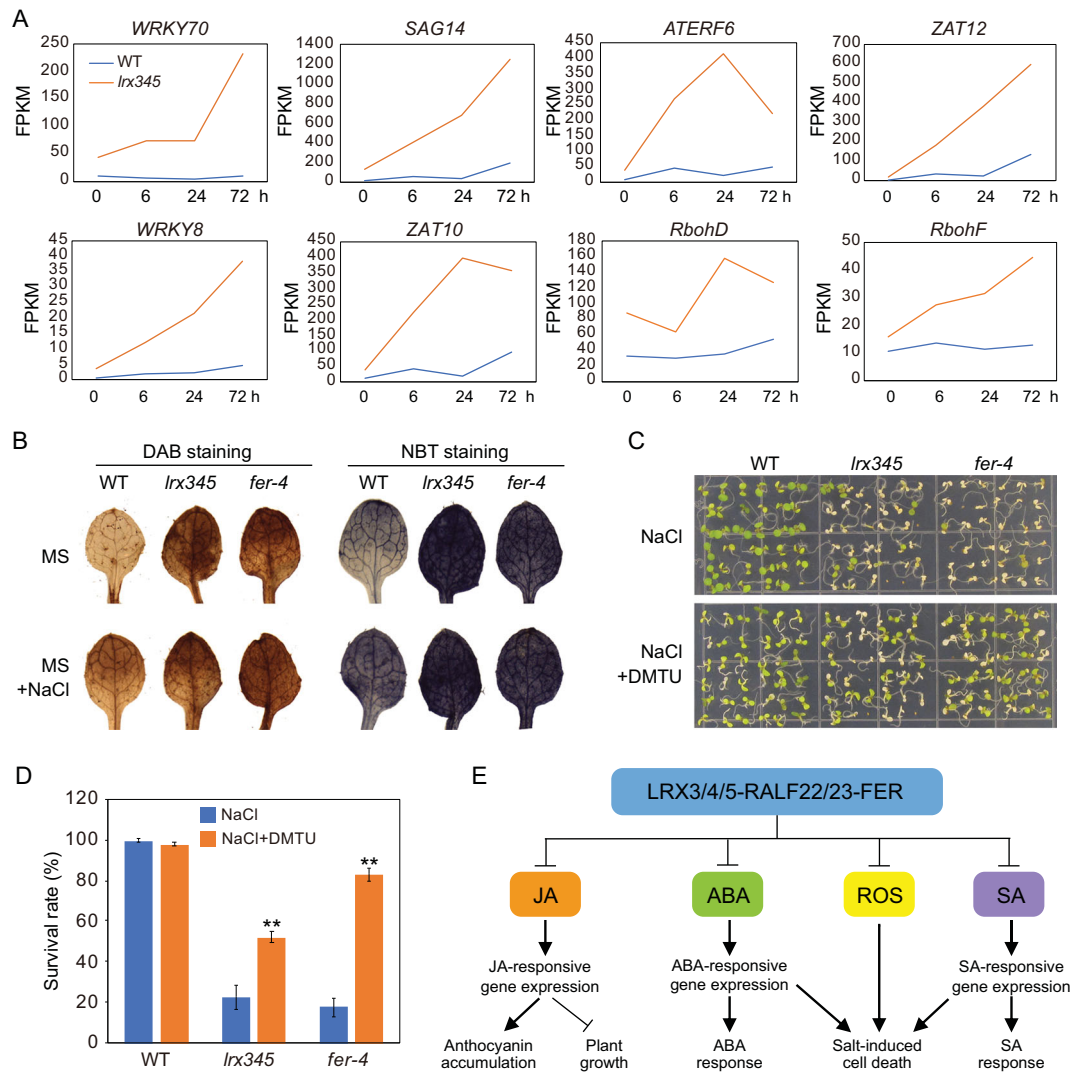 A
WRKY70
SAG14
ATERF6
ZAT12
FPKM
250
200
150
100
50
0
WT
lrx345
0 6 24 72 h
FPKM
1400
1200
1000
800
600
400
200
0
0 6 24 72 h
FPKM
450
400
350
300
250
200
150
100
50
0
0 6 24 72 h
FPKM
700
600
500
400
300
200
100
0
0 6 24 72 h
WRKY8
ZAT10
RbohD
RbohF
FPKM
45
40
35
30
25
20
15
10
5
0
0 6 24 72 h
FPKM
450
400
350
300
250
200
150
100
50
0
0 6 24 72 h
FPKM
180
160
140
120
100
80
60
40
20
0
0 6 24 72 h
FPKM
50
40
30
20
10
0
0 6 24 72 h
B
DAB staining
NBT staining
WT lrx345 fer-4
WT lrx345 fer-4
MS
MS
+NaCl
C
WT lrx345 fer-4
NaCl
NaCl
+DMTU
D
Survival rate (%)
120
100
80
60
40
20
0
NaCl
NaCl+DMTU
**
**
WT lrx345 fer-4
E
LRX3/4/5-RALF22/23-FER
JA ABA ROS SA
JA-responsive
gene expression
ABA-responsive
gene expression
SA-responsive
gene expression
Anthocyanin
accumulation
Plant
growth
ABA
response
Salt-induced
cell death
SA
response